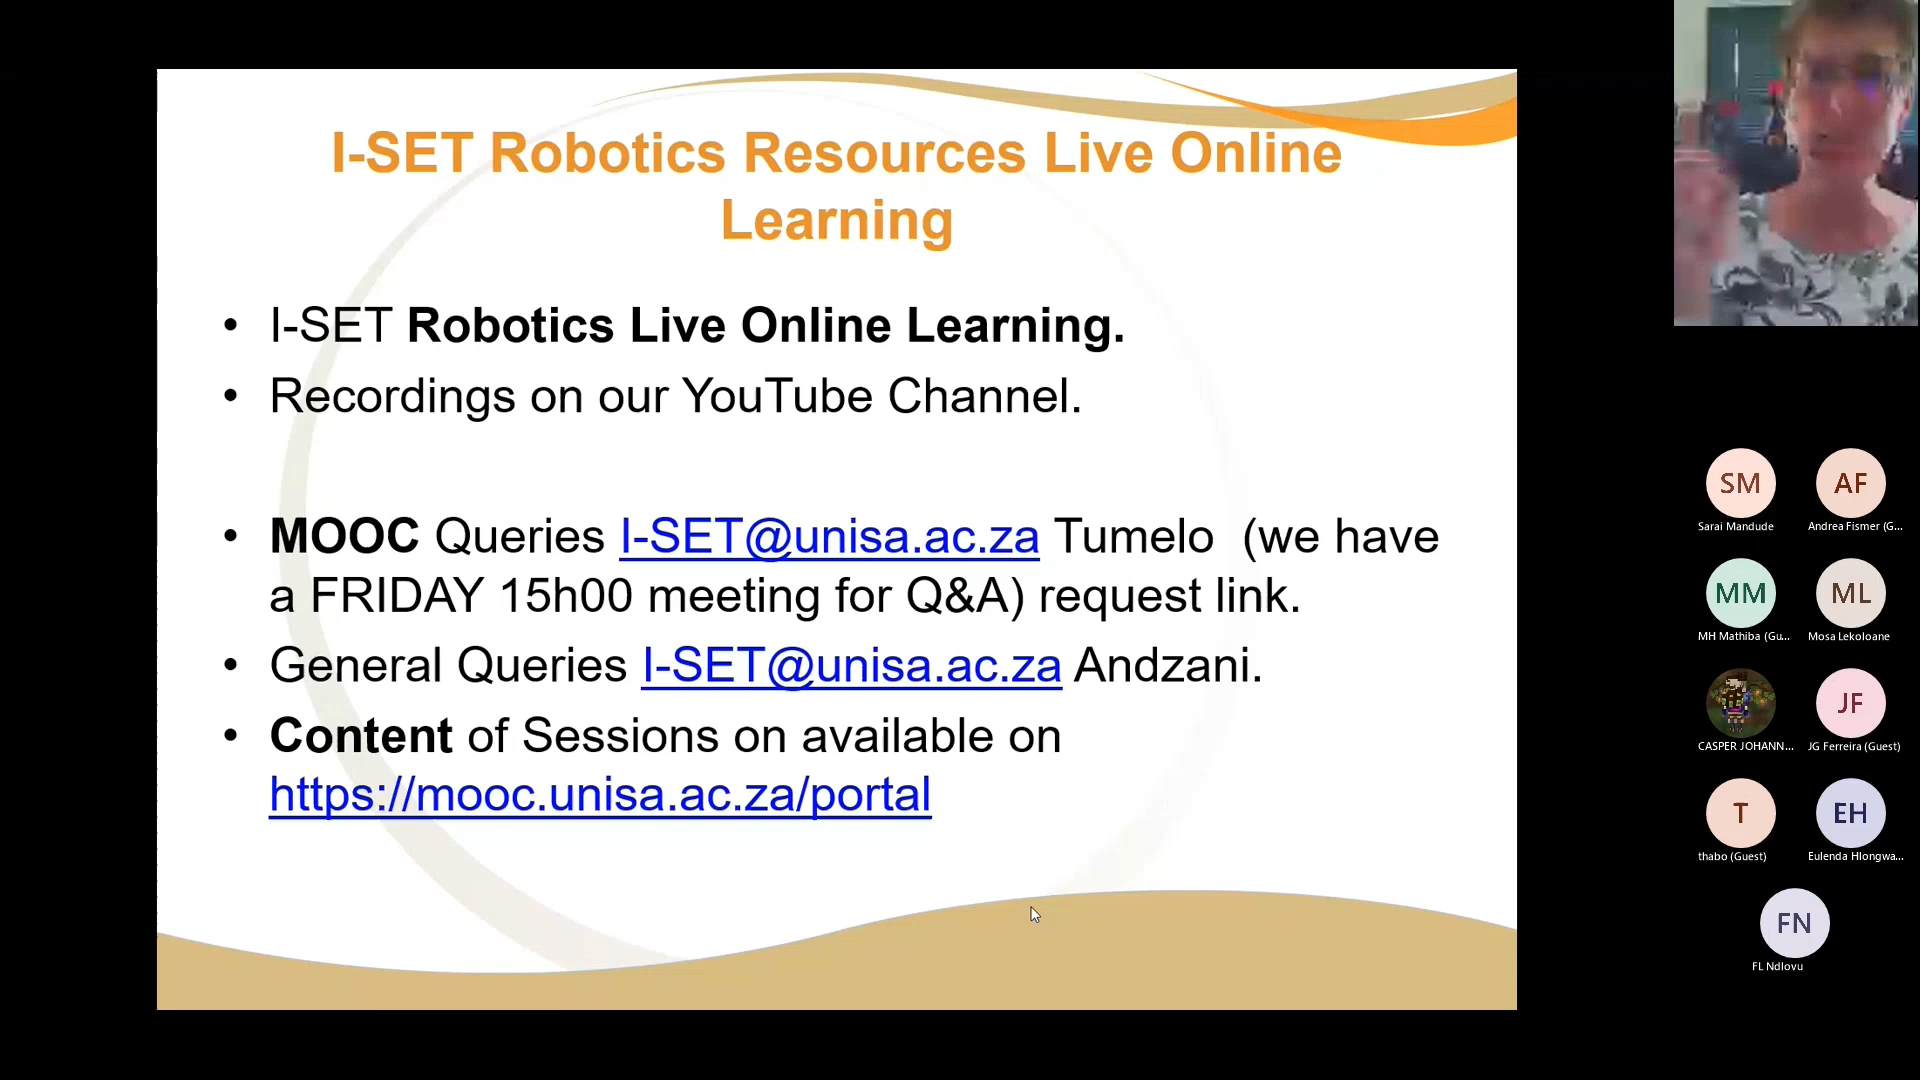 I-SET Robotics Resources Live Online
Learning
• I-SET Robotics Live Online Learning.
• Recordings on our YouTube Channel.
• MOOC Queries I-SET@unisa.ac.za Tumelo (we have
a FRIDAY 15h00 meeting for Q&A) request link.
• General Queries I-SET@unisa.ac.za Andzani.
• Content of Sessions on available on
https://mooc.unisa.ac.za/portal
SM
AF
Sarai Mandude
Andrea Fismer (G...
MM
ML
MH Mathiba (Gu...
Mosa Lekoloane
JF
CASPER JOHANN...
JG Ferreira (Guest)
T
EH
thabo (Guest)
Eulenda Hlongwa...
FN
FL Ndlovu